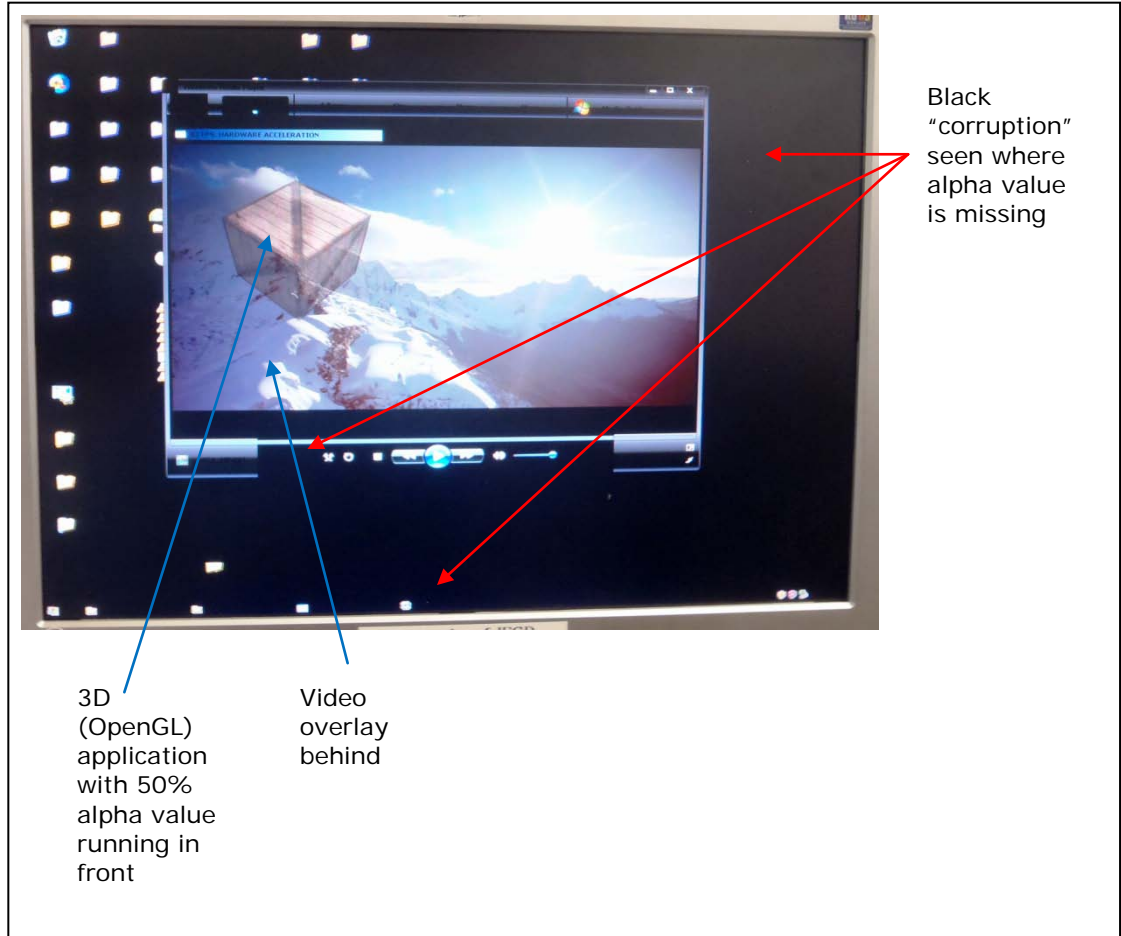 Black
“corruption”
seen where
alpha value
is missing
HARDWARE ACCELERATION
3D
(OpenGL)
application
with 50%
alpha value
running in
front
Video
overlay
behind